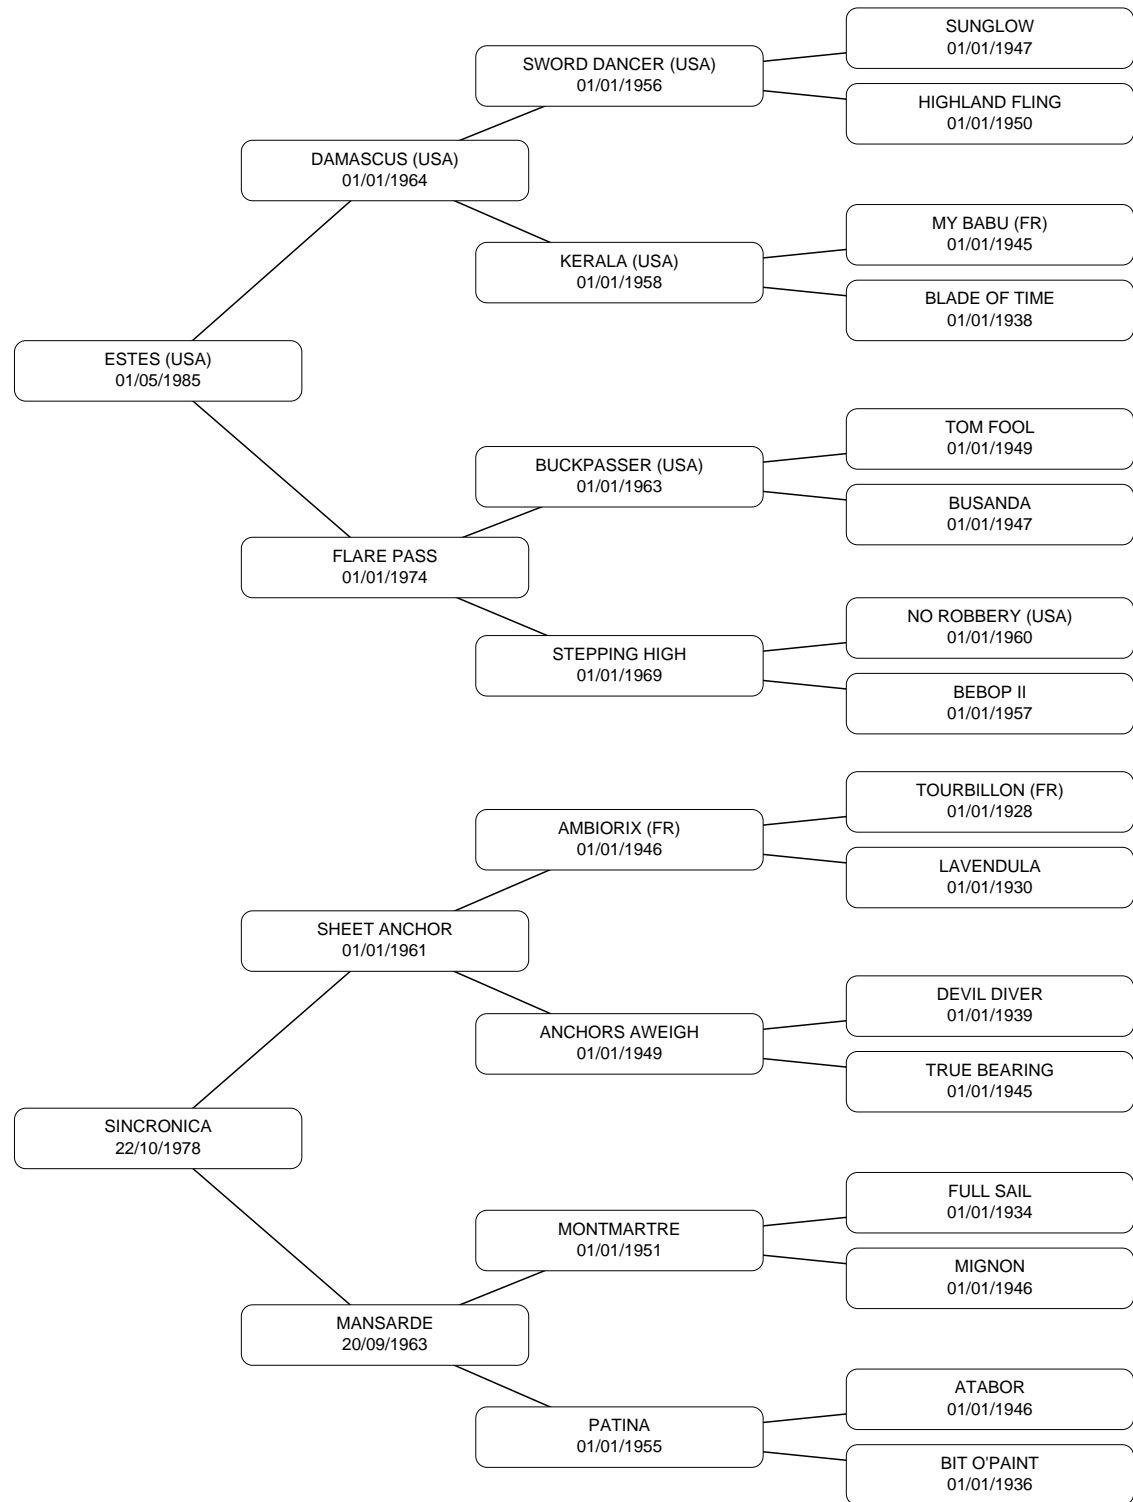 SUNGLOW
01/01/1947
SWORD DANCER (USA)
01/01/1956
HIGHLAND FLING
01/01/1950
DAMASCUS (USA)
01/01/1964
MY BABU (FR)
01/01/1945
KERALA (USA)
01/01/1958
BLADE OF TIME
01/01/1938
ESTES (USA)
01/05/1985
TOM FOOL
01/01/1949
BUCKPASSER (USA)
01/01/1963
BUSANDA
01/01/1947
FLARE PASS
01/01/1974
NO ROBBERY (USA)
01/01/1960
STEPPING HIGH
01/01/1969
BEBOP II
01/01/1957
TOURBILLON (FR)
01/01/1928
AMBIORIX (FR)
01/01/1946
LAVENDULA
01/01/1930
SHEET ANCHOR
01/01/1961
DEVIL DIVER
01/01/1939
ANCHORS AWEIGH
01/01/1949
TRUE BEARING
01/01/1945
SINCRONICA
22/10/1978
FULL SAIL
01/01/1934
MONTMARTRE
01/01/1951
MIGNON
01/01/1946
MANSARDE
20/09/1963
ATABOR
01/01/1946
PATINA
01/01/1955
BIT O'PAINT
01/01/1936